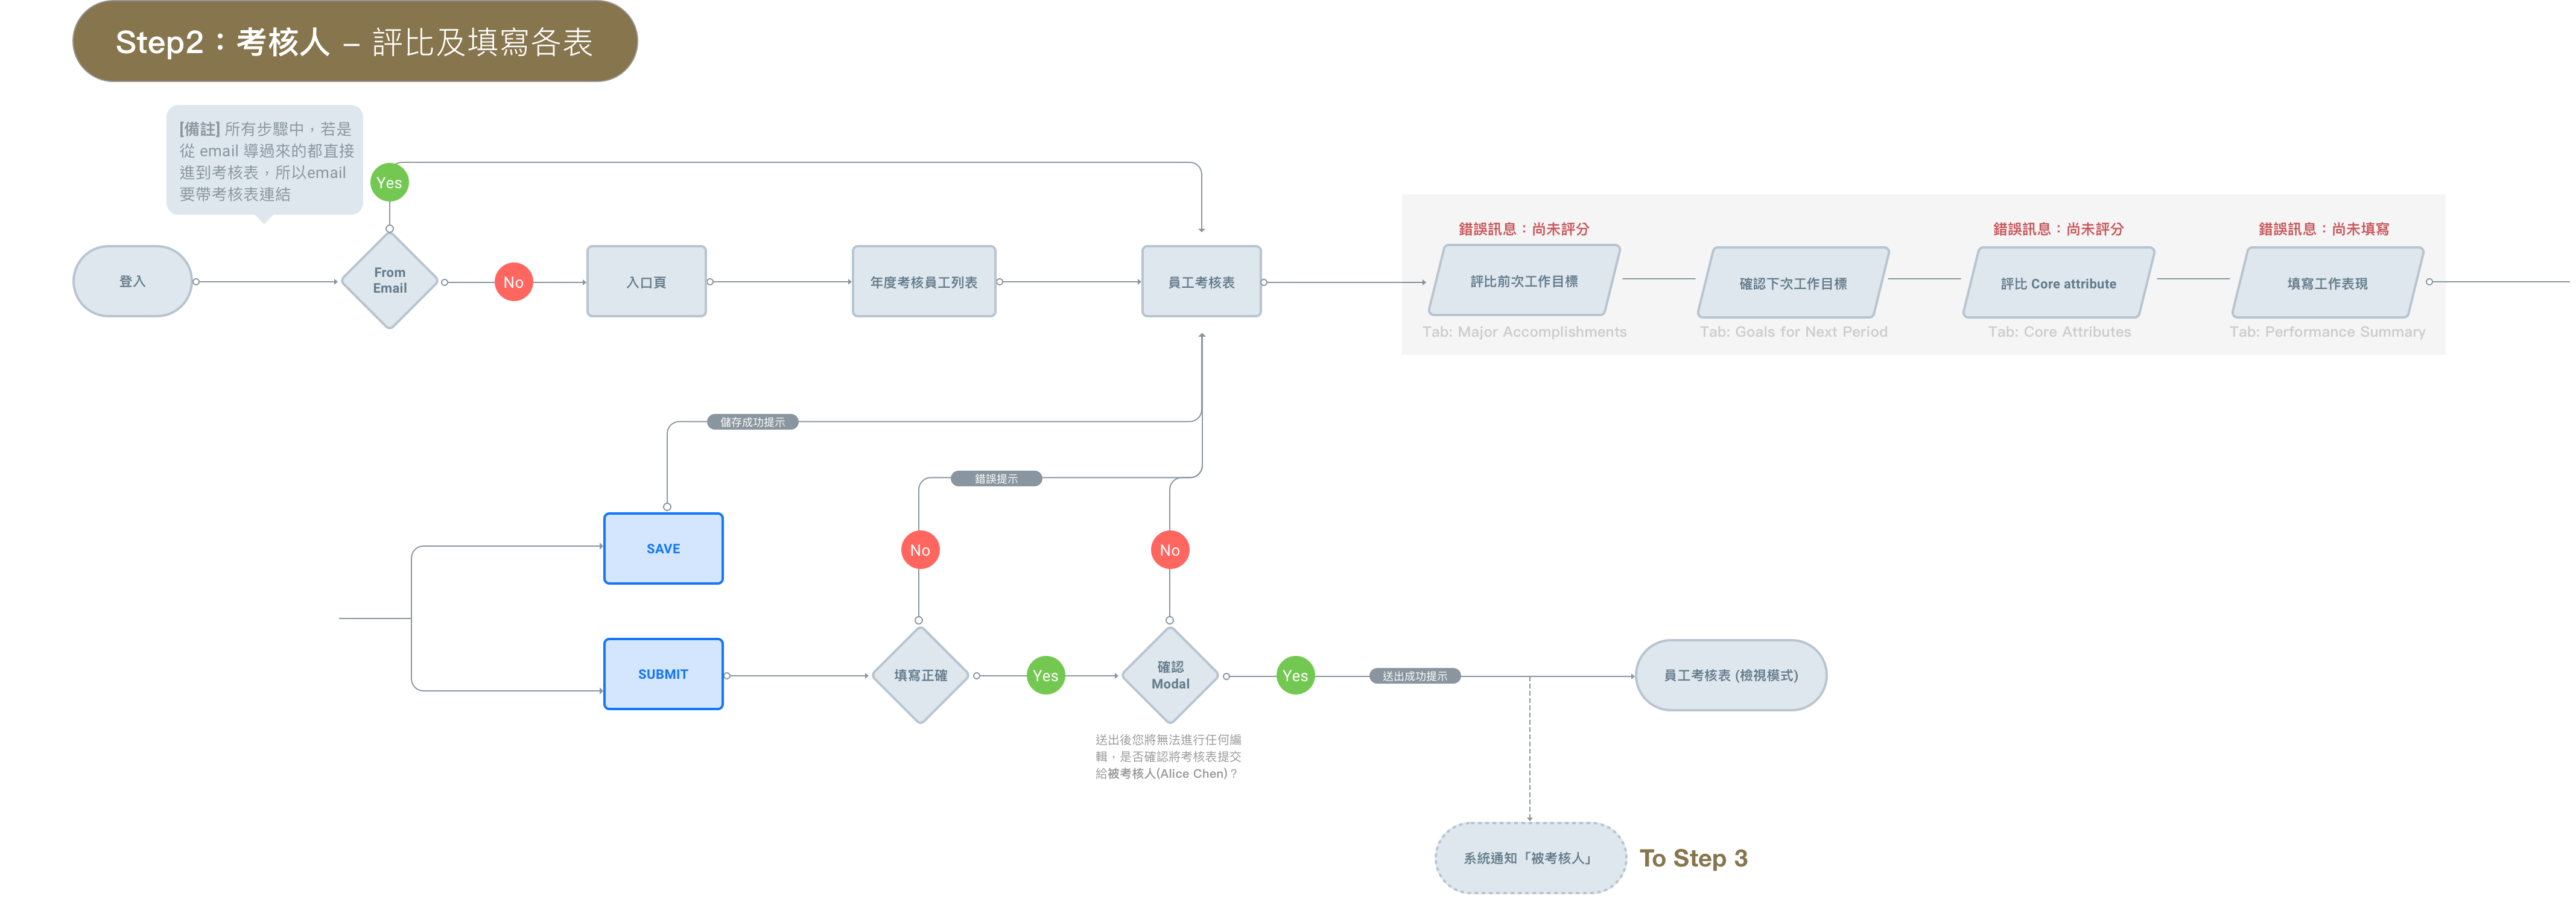 Step2：考核人 – 評比及填寫各表
[備註] 所有步驟中，若是
從 email 導過來的都直接
進到考核表，所以email
要帶考核表連結
Yes
登入
From
Email
No
入口頁
年度考核員工列表
員工考核表
錯誤訊息：尚未評分
評比前次工作目標
Tab: Major Accomplishments
確認下次工作目標
Tab: Goals for Next Period
錯誤訊息：尚未評分
評比 Core attribute
Tab: Core Attributes
錯誤訊息：尚未填寫
填寫工作表現
Tab: Performance Summary
儲存成功提示
錯誤提示
SAVE
No
No
SUBMIT
填寫正確
Yes
確認
Modal
Yes
送出成功提示
員工考核表 (檢視模式)
送出後您將無法進行任何編
輯，是否確認將考核表提交
給被考核人(Alice Chen)？
系統通知「被考核人」
To Step 3